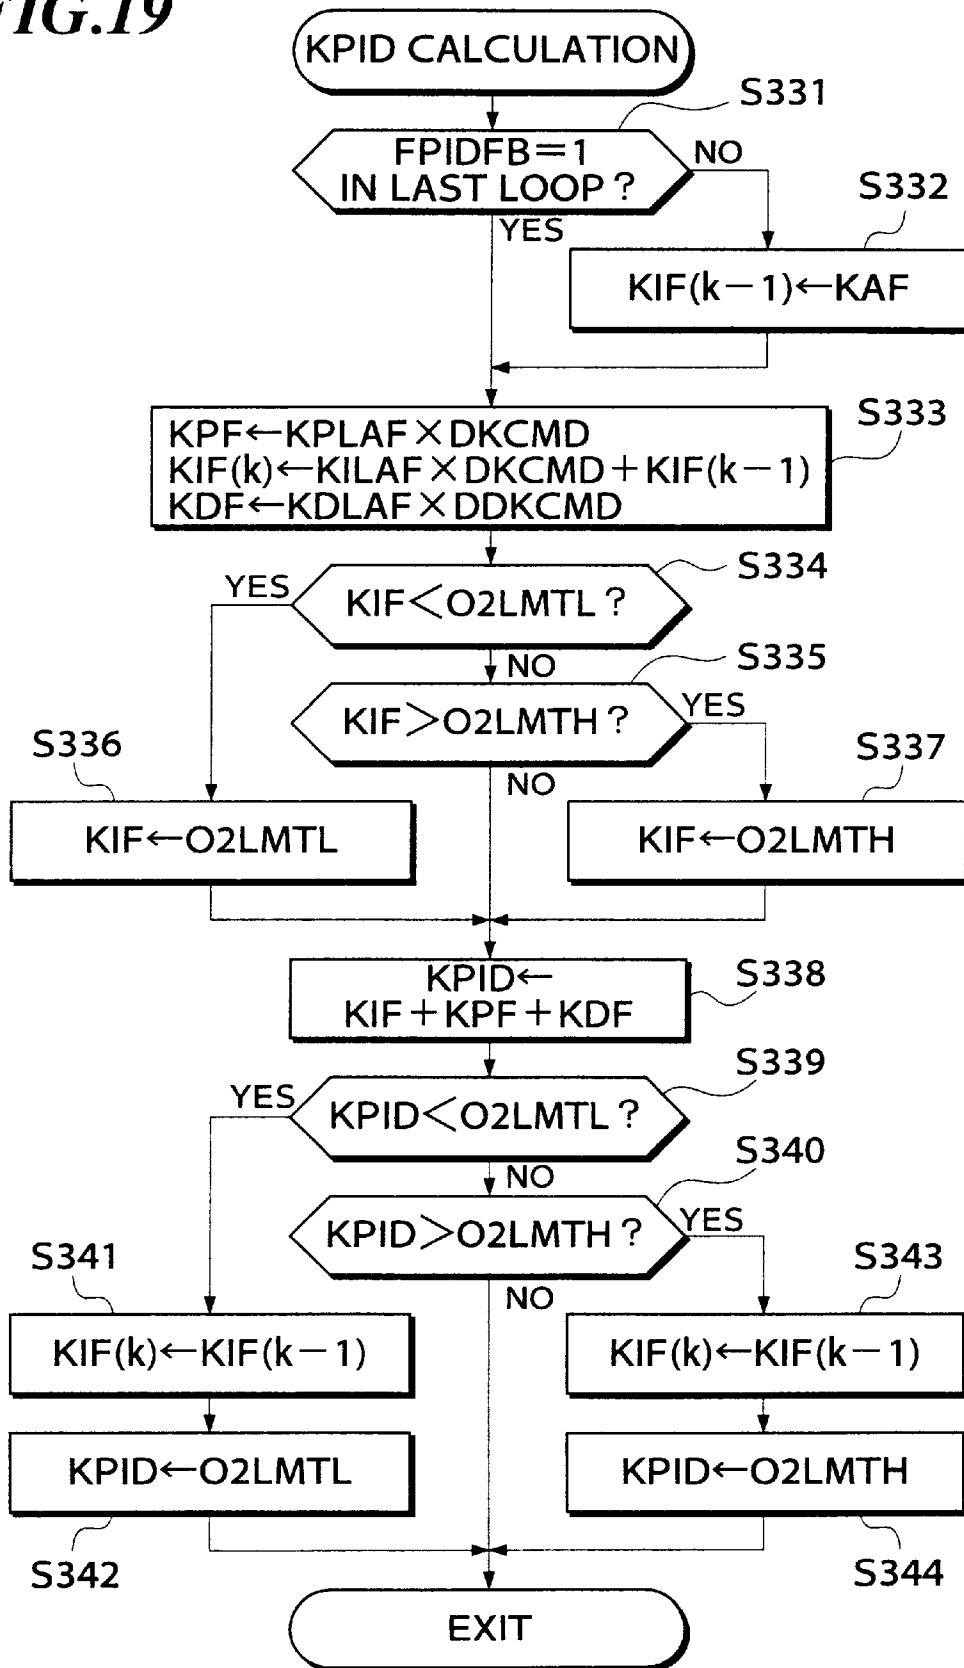 FIG.19
KPID CALCULATION
S331
FPIDFB=1
IN LAST LOOP?
NO
YES
S332
KIF(k-1)←KAF
S333
KPF←KPLAF×DKCMD
KIF(k)←KILAF×DKCMD+KIF(k-1)
KDF←KDLAF×DDKCMD
S334
YES
KIF<O2LMTL?
NO
S335
KIF>O2LMTH?
YES
NO
S336
S337
KIF←O2LMTL
KIF←O2LMTH
KPID←
KIF+KPF+KDF
S338
S339
YES
KPID<O2LMTL?
NO
S340
KPID>O2LMTH?
YES
NO
S341
S343
KIF(k)←KIF(k-1)
KIF(k)←KIF(k-1)
KPID←O2LMTL
KPID←O2LMTH
S342
S344
EXIT